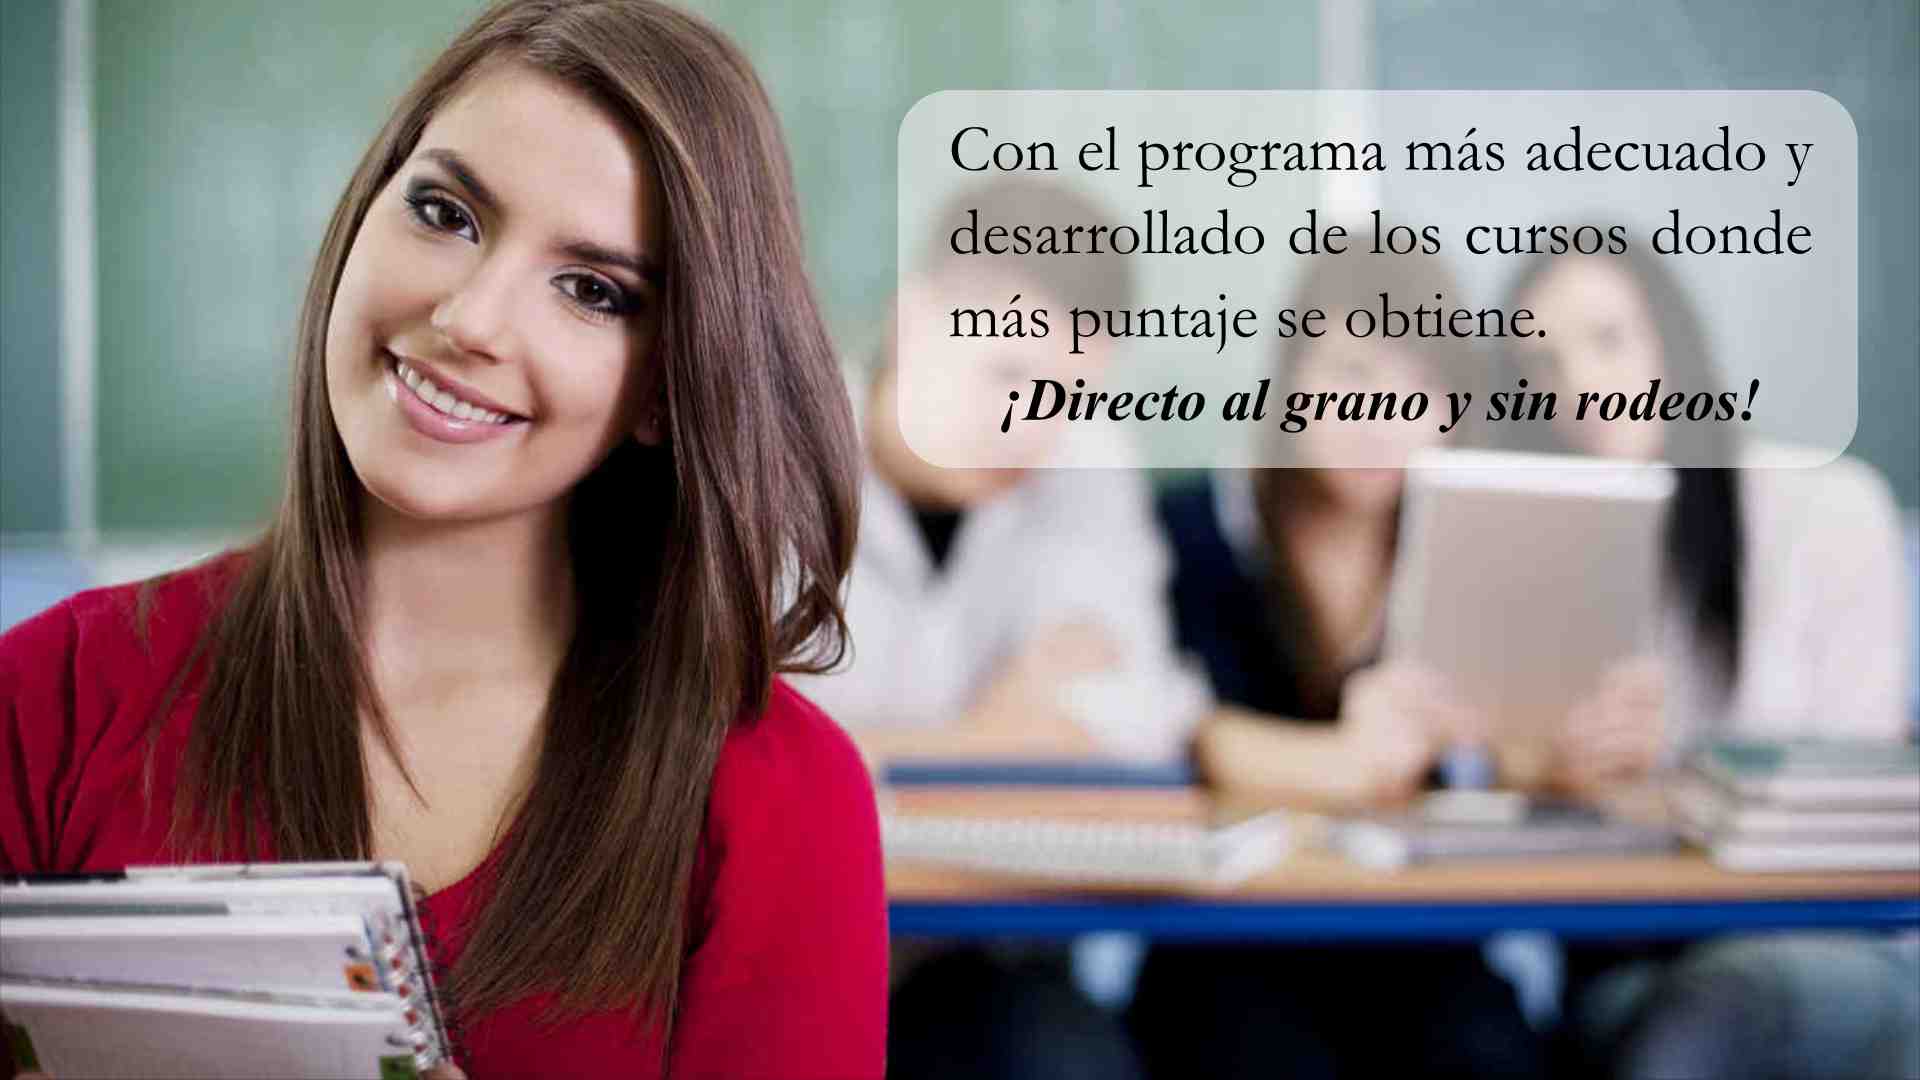 Con el programa más adecuado y
desarrollado de los cursos donde
más puntaje se obtiene.
¡Directo al grano y sin rodeos!